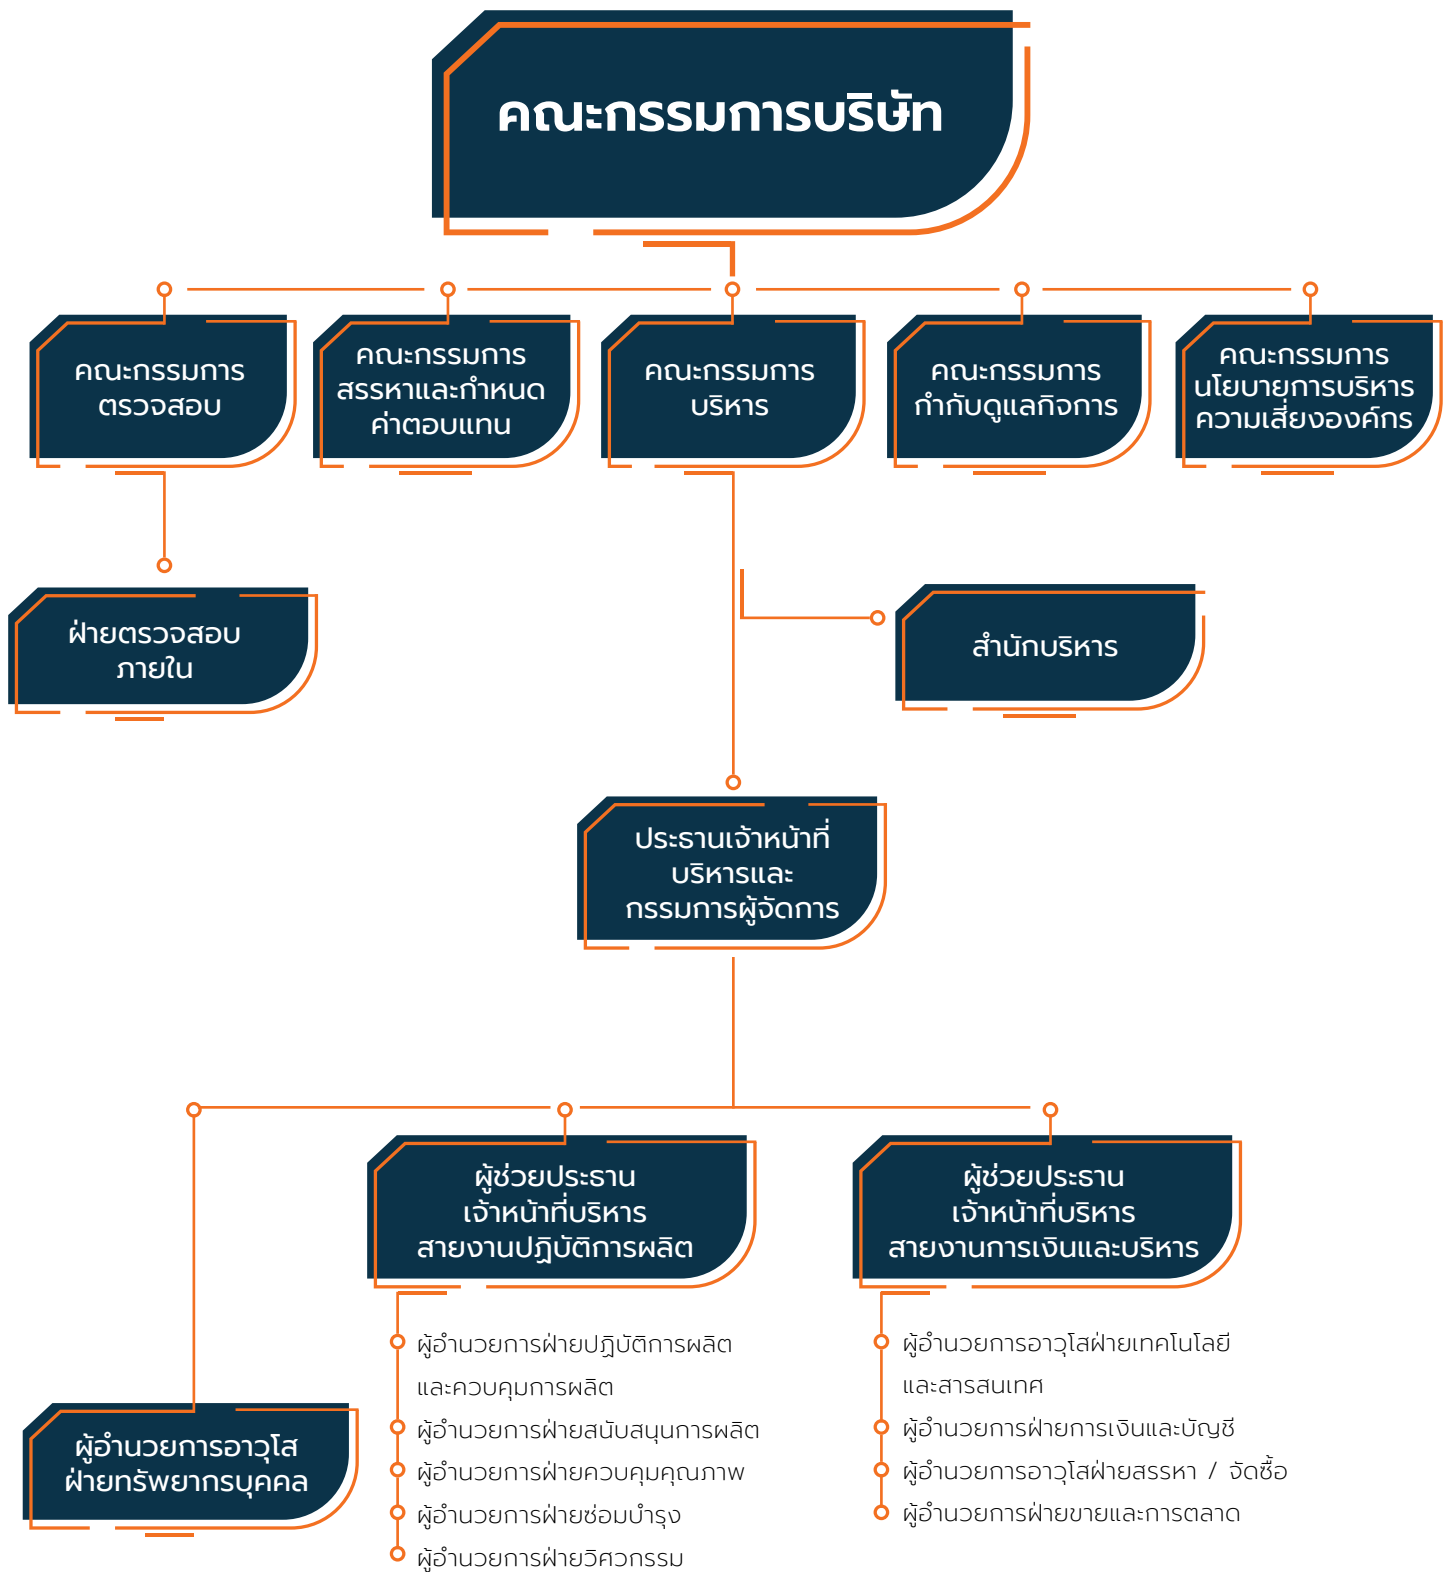 คณะกรรมการบริษัท
คณะกรรมการ
ตรวจสอบ
คณะกรรมการ
สรรหาและกำหนด
ค่าตอบแทน
คณะกรรมการ
บริหาร
คณะกรรมการ
กำกับดูแลกิจการ
คณะกรรมการ
นโยบายการบริหาร
ความเสี่ยงองค์กร
ฝ่ายตรวจสอบ
ภายใน
สำนักบริหาร
ประธานเจ้าหน้าที่
บริหารและ
กรรมการผู้จัดการ
ผู้ช่วยประธาน
เจ้าหน้าที่บริหาร
สายงานปฏิบัติการผลิต
ผู้ช่วยประธาน
เจ้าหน้าที่บริหาร
สายงานการเงินและบริหาร
ผู้อำนวยการอาวุโส
ฝ่ายทรัพยากรบุคคล
ผู้อำนวยการฝ่ายปฏิบัติการผลิต
และควบคุมการผลิต
ผู้อำนวยการฝ่ายสนับสนุนการผลิต
ผู้อำนวยการฝ่ายควบคุมคุณภาพ
ผู้อำนวยการฝ่ายซ่อมบำรุง
ผู้อำนวยการฝ่ายวิศวกรรม
ผู้อำนวยการอาวุโสฝ่ายเทคโนโลยี
และสารสนเทศ
ผู้อำนวยการฝ่ายการเงินและบัญชี
ผู้อำนวยการอาวุโสฝ่ายสรรหา / จัดซื้อ
ผู้อำนวยการฝ่ายขายและการตลาด